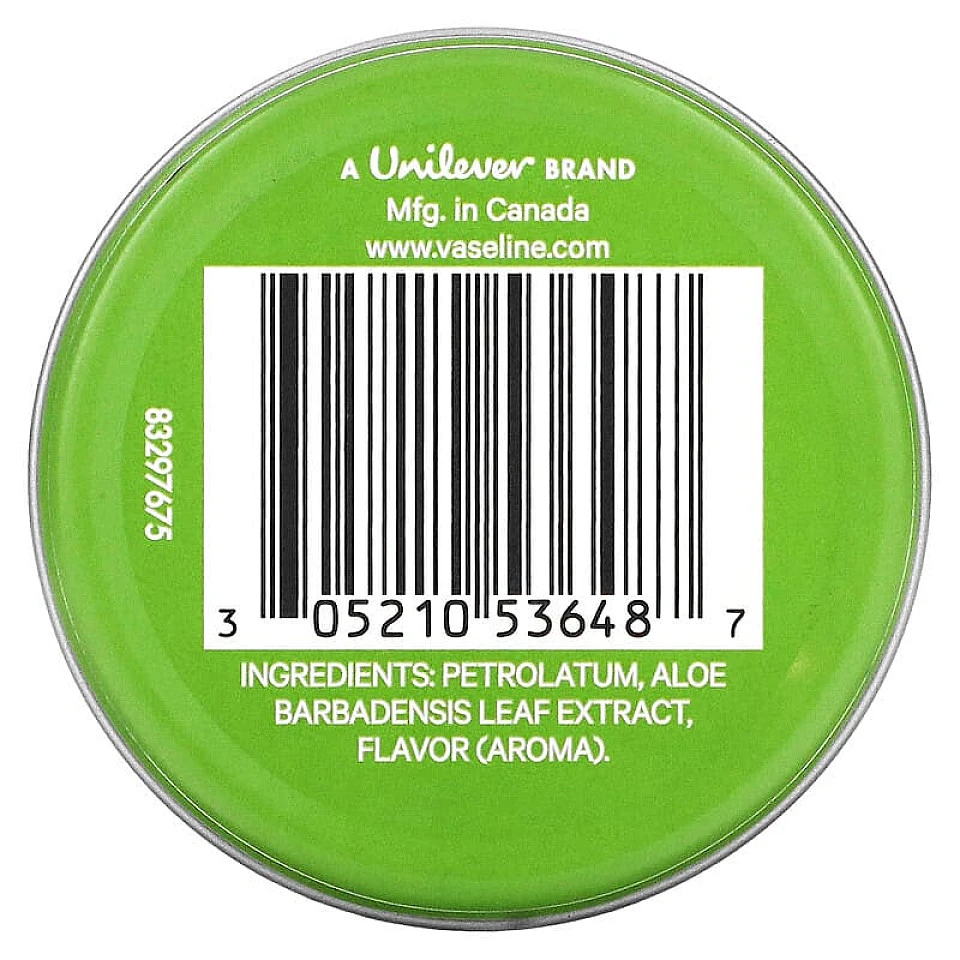 A Unilever BRAND
Mfg. in Canada
www.vaseline.com
83297675
3 05210 53648 7
INGREDIENTS: PETROLATUM, ALOE
BARBADENSIS LEAF EXTRACT,
FLAVOR (AROMA).